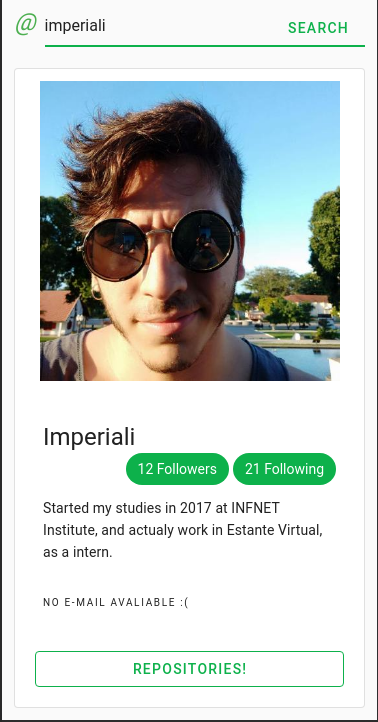 @ imperiali SEARCH
Imperiali
12 Followers 21 Following
Started my studies in 2017 at INFNET
Institute, and actualy work in Estante Virtual,
as a intern.
NO E-MAIL AVALIABLE :(
REPOSITORIES!